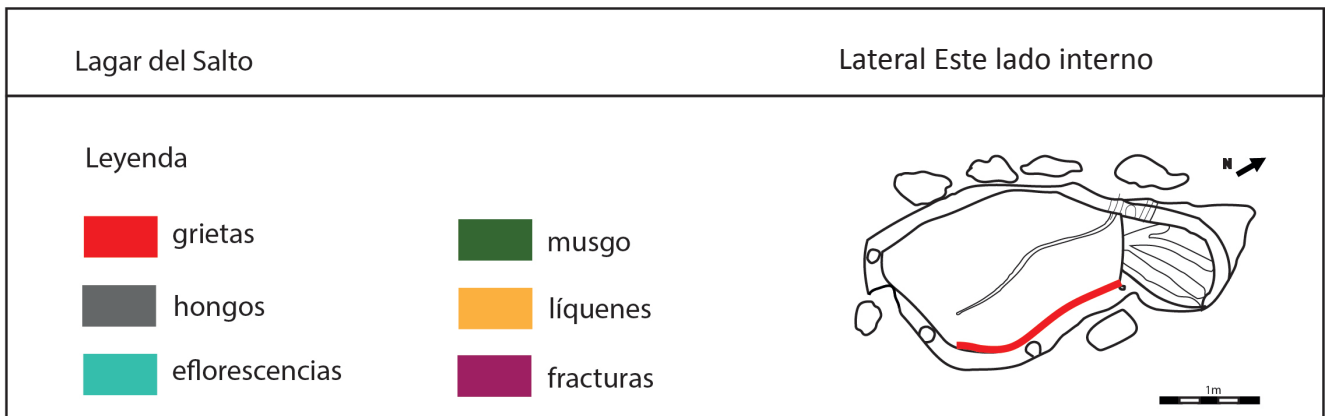 Lagar del Salto
Lateral Este lado interno
Leyenda
grietas
hongos
eflorescencias
musgo
líquenes
fracturas
N
1m